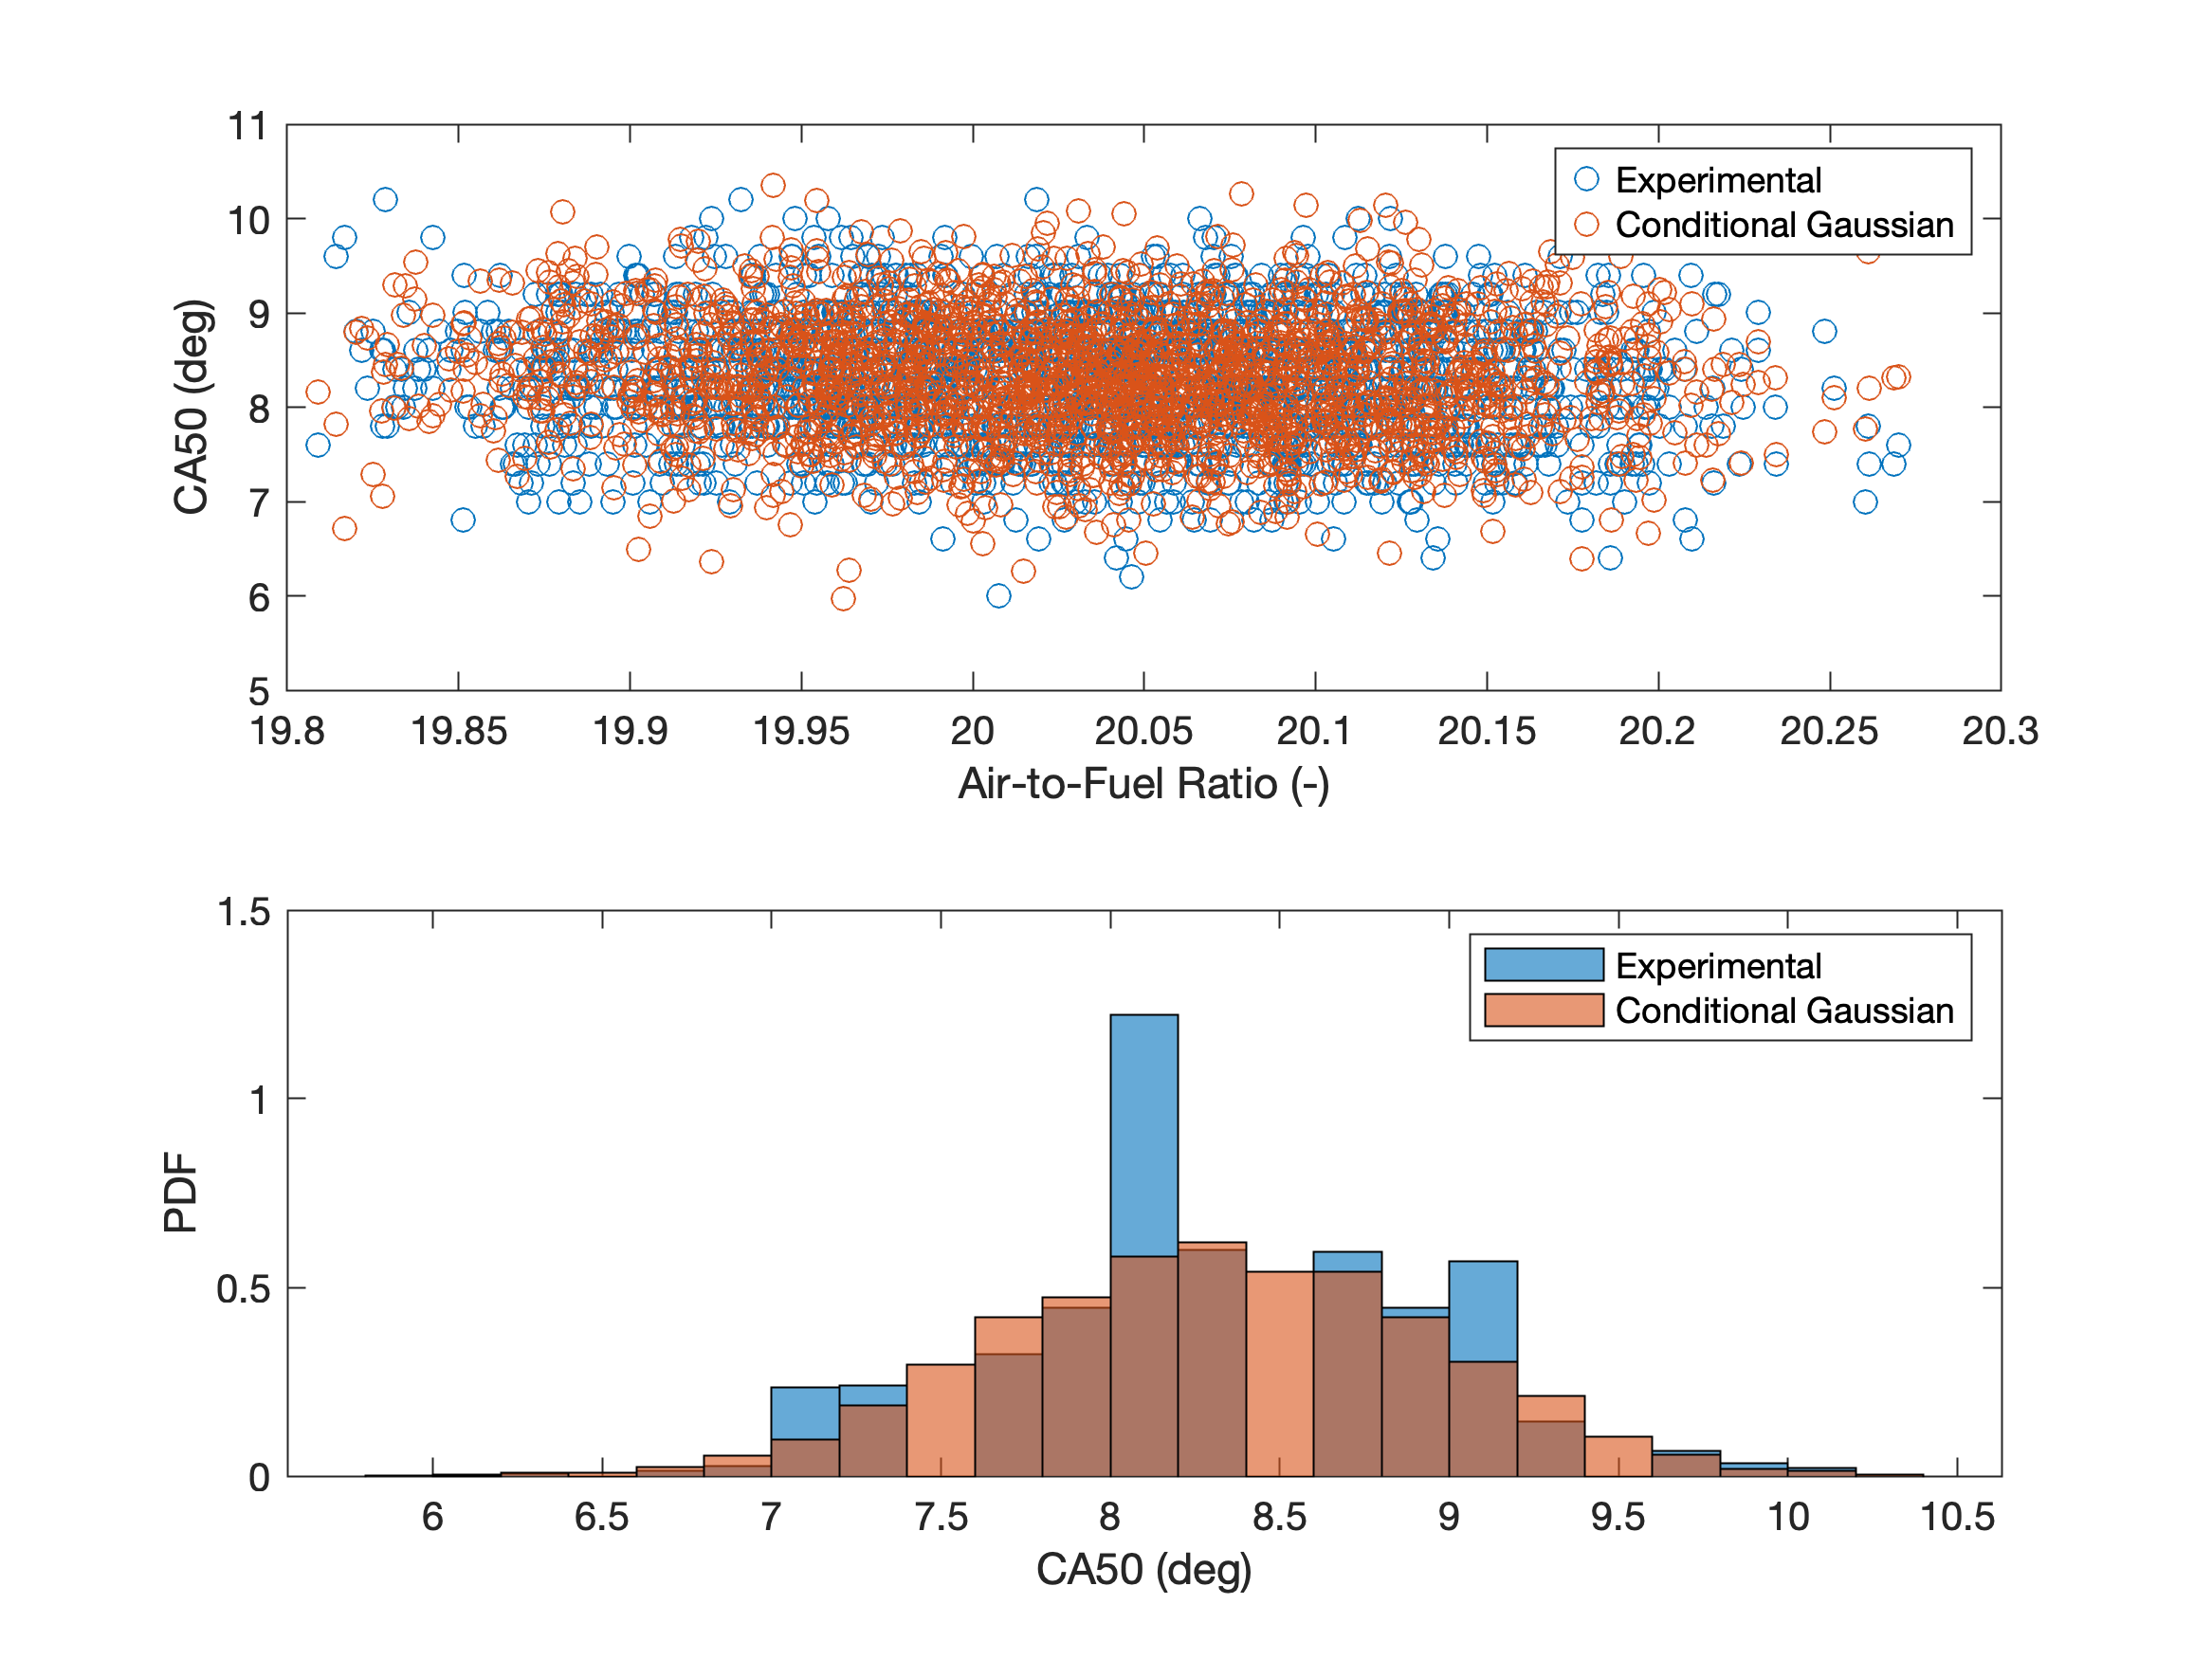 11
10
9
8
7
6
5
CA50 (deg)
Experimental
Conditional Gaussian
19.8 19.85 19.9 19.95 20 20.05 20.1 20.15 20.2 20.25 20.3
Air-to-Fuel Ratio (-)
1.5
1
0.5
0
PDF
Experimental
Conditional Gaussian
6 6.5 7 7.5 8 8.5 9 9.5 10 10.5
CA50 (deg)